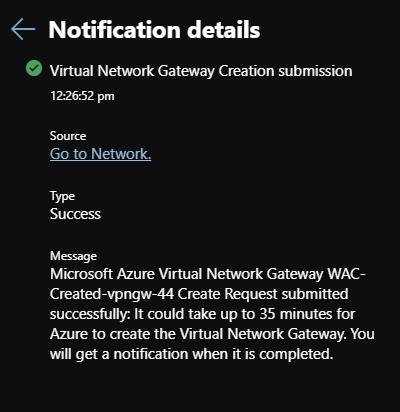 Notification details
Virtual Network Gateway Creation submission
12:26:52 pm
Source
Go to Network.
Type
Success
Message
Microsoft Azure Virtual Network Gateway WAC-
Created-vpngw-44 Create Request submitted
successfully: It could take up to 35 minutes for
Azure to create the Virtual Network Gateway. You
will get a notification when it is completed.